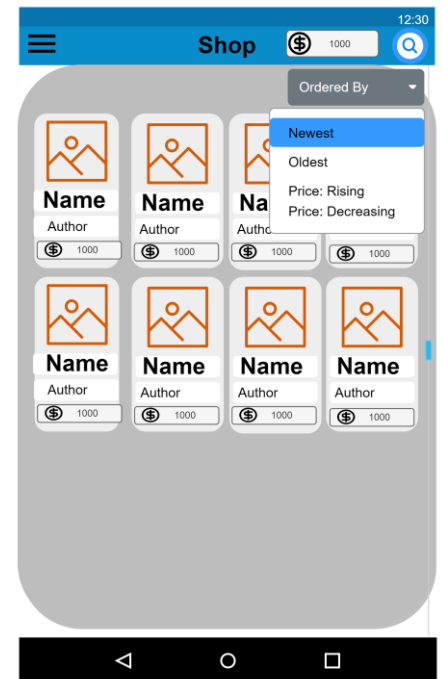 12:30
Shop
$ 1000
Ordered By
Newest
Oldest
Price: Rising
Price: Decreasing
Name
Author
$ 1000
Name
Author
$ 1000
Na
$ 1000
$ 1000
Name
Author
$ 1000
Name
Author
$ 1000
Name
Author
$ 1000
Name
Author
$ 1000